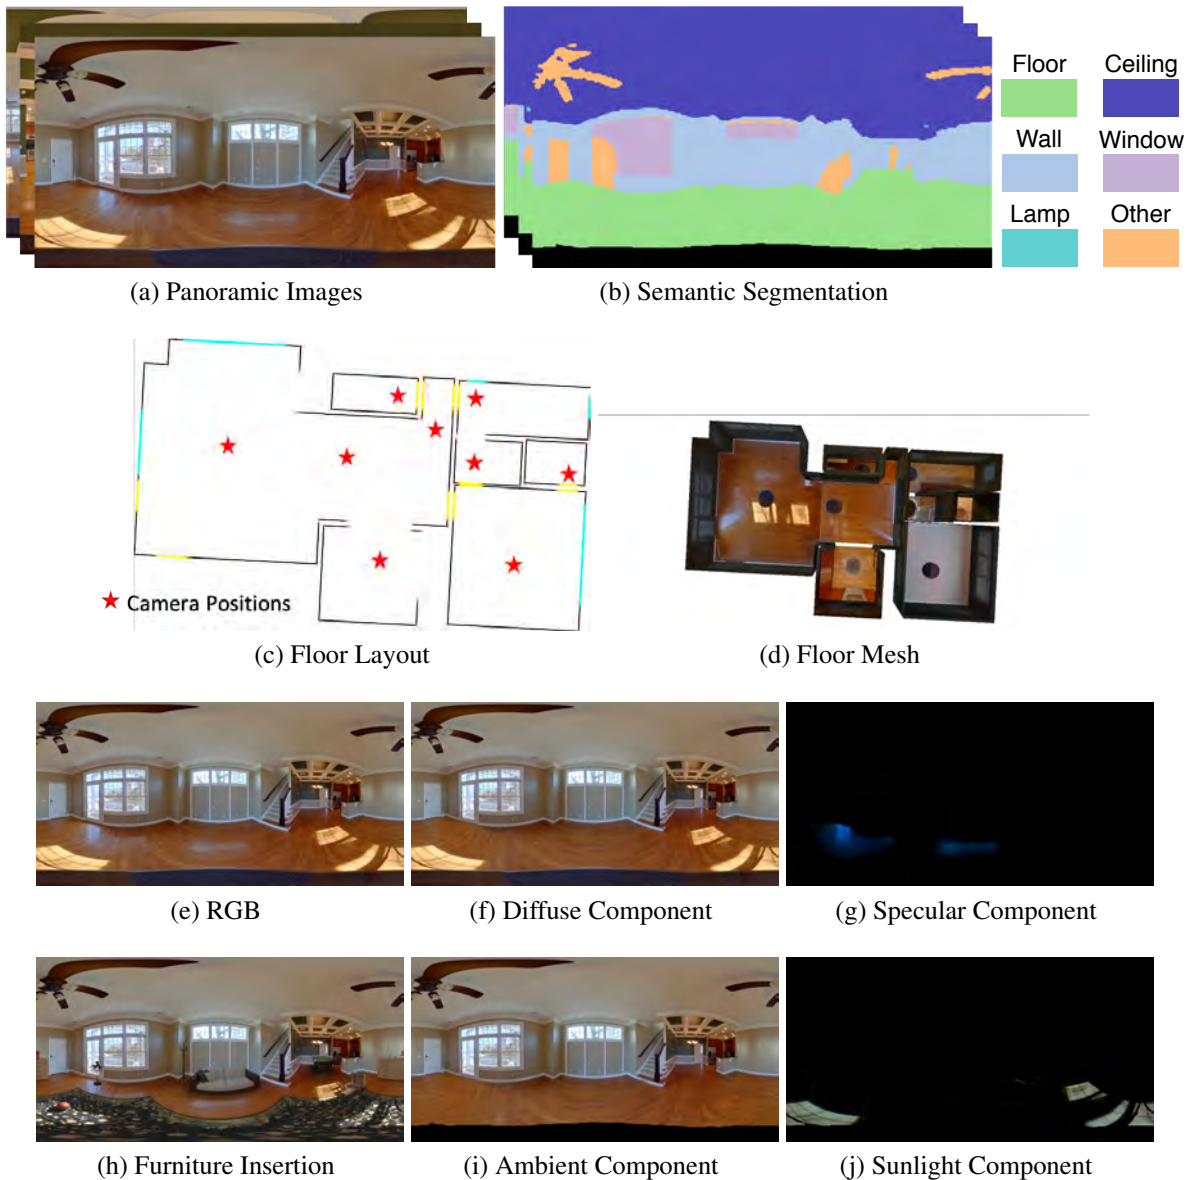 Floor Ceiling
Wall Window
Lamp Other
(a) Panoramic Images
(b) Semantic Segmentation
Camera Positions
(c) Floor Layout
(d) Floor Mesh
(e) RGB
(f) Diffuse Component
(g) Specular Component
(h) Furniture Insertion
(i) Ambient Component
(j) Sunlight Component